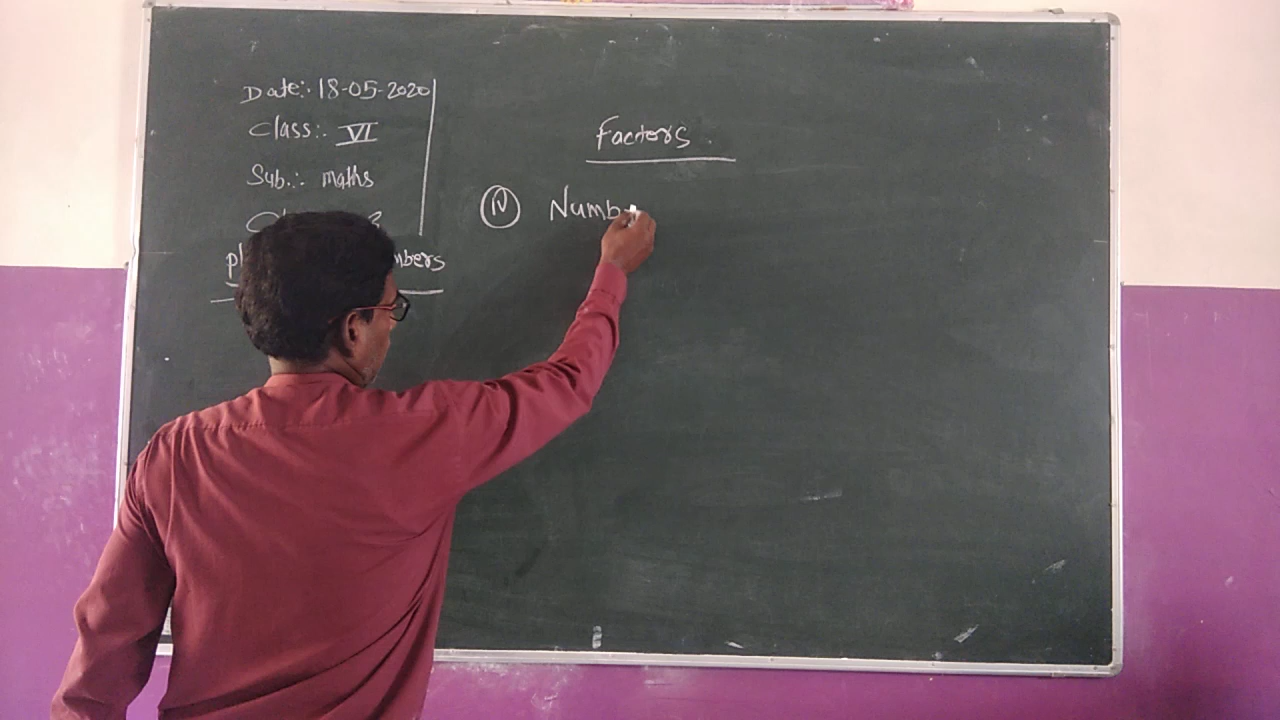 Date:. 18-05-2020
Class:. VI
Sub.:. maths
Factors.
N Numb